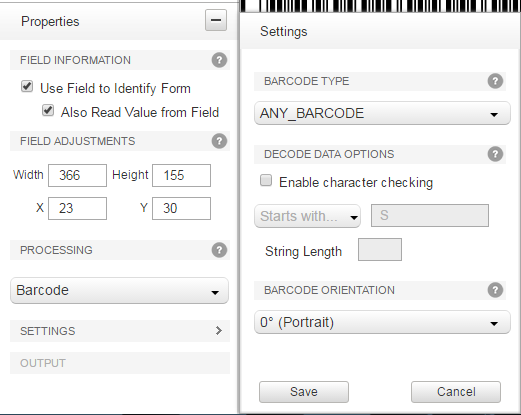 Properties
FIELD INFORMATION ?
Use Field to Identify Form
Also Read Value from Field
FIELD ADJUSTMENTS ?
Width 366 Height 155
X 23 Y 30
PROCESSING ?
Barcode
SETTINGS
OUTPUT
Settings
BARCODE TYPE ?
ANY_BARCODE
DECODE DATA OPTIONS ?
Enable character checking
Starts with... S
String Length
BARCODE ORIENTATION ?
0° (Portrait)
Save Cancel